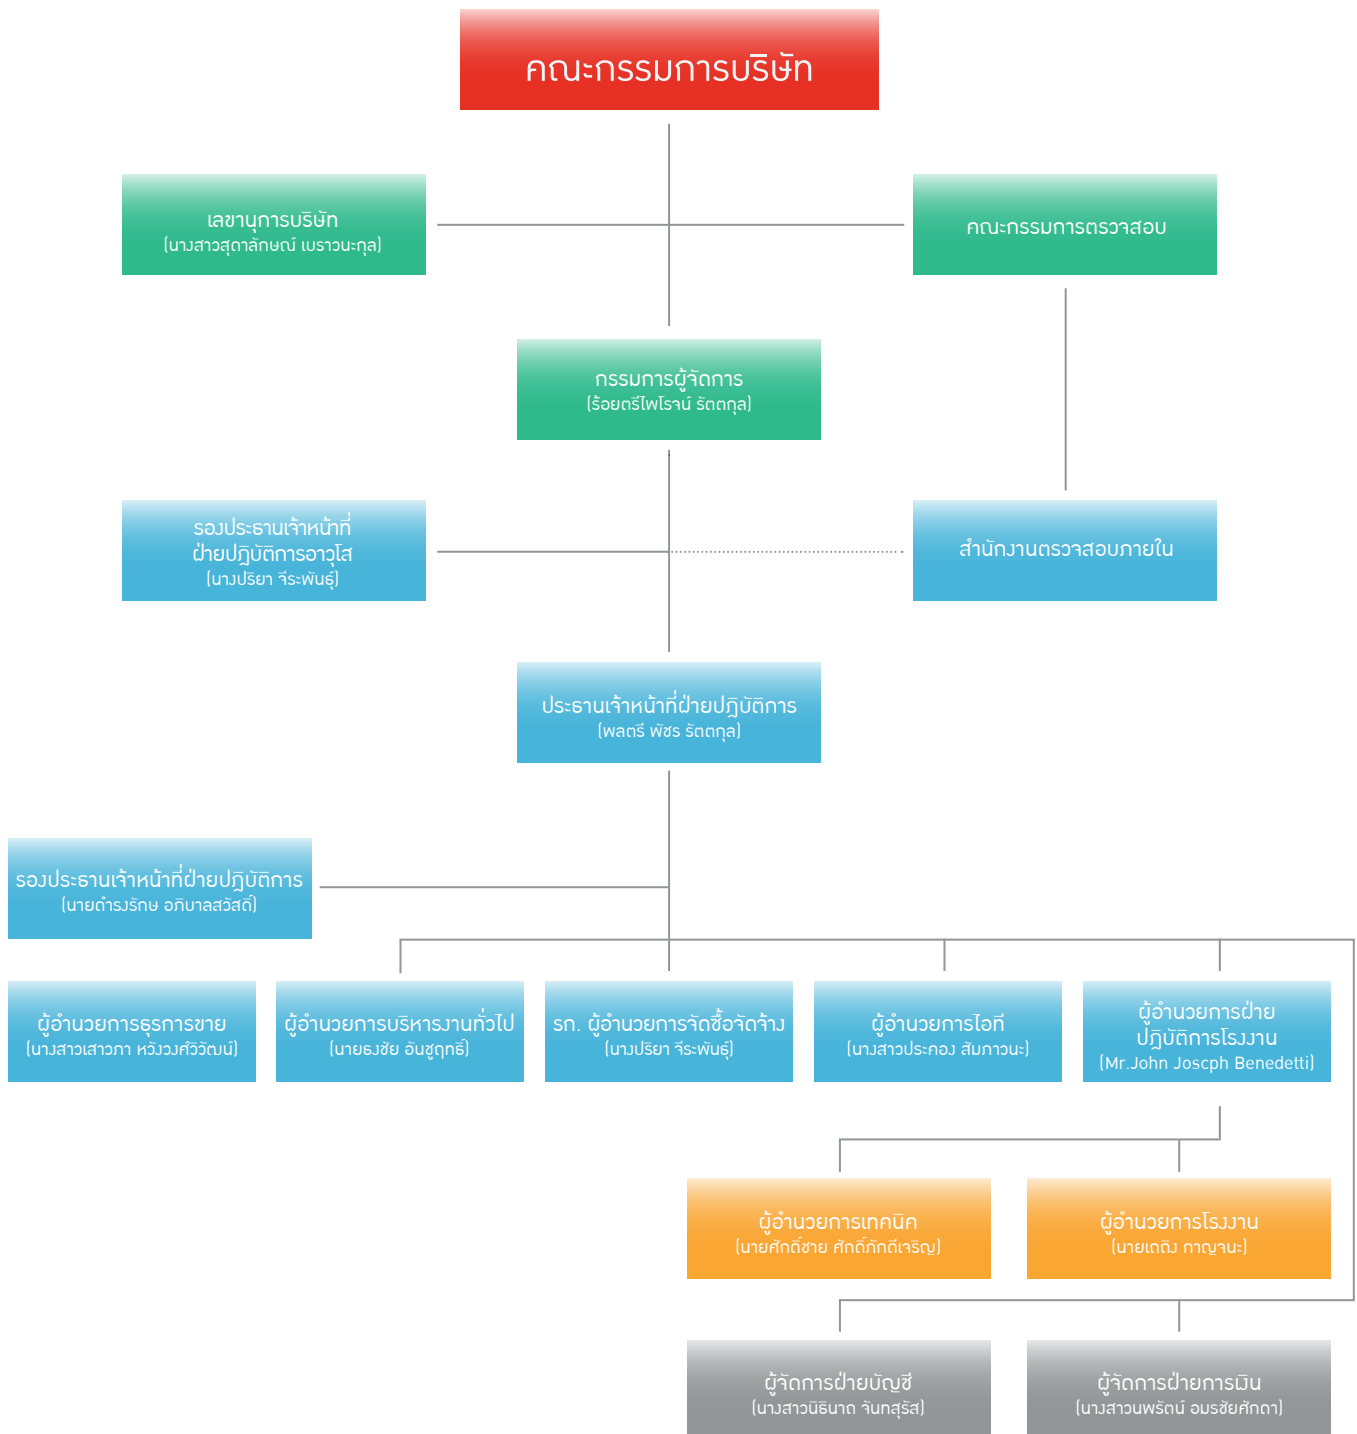 คณะกรรมการบริษัท
เลขานุการบริษัท
(นางสาวสุดาลักษณ์ เบราวนะกุล)
คณะกรรมการตรวจสอบ
กรรมการผู้จัดการ
(ร้อยตรีไพโรจน์ รัตตกุล)
รองประธานเจ้าหน้าที่
ฝ่ายปฏิบัติการอาวุโส
(นางปริยา จีระพันธุ์)
สำนักงานตรวจสอบภายใน
ประธานเจ้าหน้าที่ฝ่ายปฏิบัติการ
(พลตรี พัชร รัตตกุล)
รองประธานเจ้าหน้าที่ฝ่ายปฏิบัติการ
(นายดำรงรักษ อภิบาลสวัสดิ์)
ผู้อำนวยการธุรการขาย
(นางสาวเสาวภา หวังวงศ์วิวัฒน์)
ผู้อำนวยการบริหารงานทั่วไป
(นายธงชัย อันชูฤทธิ์)
รก. ผู้อำนวยการจัดซื้อจัดจ้าง
(นางปริยา จีระพันธุ์)
ผู้อำนวยการไอที
(นางสาวประคอง สัมภาวนะ)
ผู้อำนวยการฝ่าย
ปฏิบัติการโรงงาน
(Mr.John Joscph Benedetti)
ผู้อำนวยการเทคนิค
(นายศักดิ์ชาย ศักดิ์ภักดีเจริญ)
ผู้อำนวยการโรงงาน
(นายเถลิง กาญจนะ)
ผู้จัดการฝ่ายบัญชี
(นางสาวนิธินาถ จันทสุรัส)
ผู้จัดการฝ่ายการเงิน
(นางสาวนพรัตน์ อมรชัยศักดา)